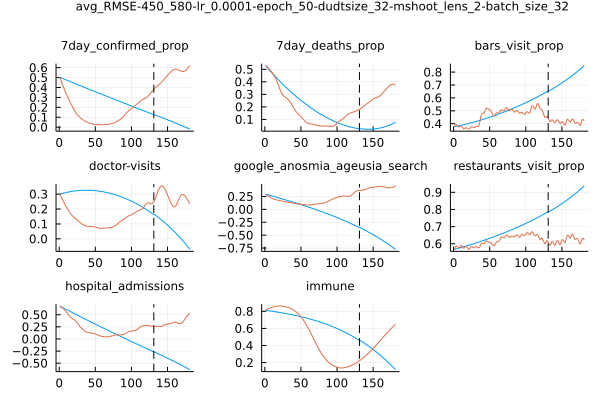 avg_RMSE-450_580-lr_0.0001-epoch_50-dudtsize_32-mshoot_lens_2-batch_size_32
7day_confirmed_prop 7day_deaths_prop bars_visit_prop
0.6 0.5 0.8
0.5 0.4 0.7
0.4 0.3 0.6
0.3 0.2 0.5
0.2 0.1 0.4
0.1
0.0
0 50 100 150 0 50 100 150 0 50 100 150
doctor-visits google_anosmia_ageusia_search restaurants_visit_prop
0.3 0.25 0.9
0.2 0.00 0.8
0.1 −0.25 0.7
0.0 −0.50 0.6
−0.75
0 50 100 150 0 50 100 150 0 50 100 150
hospital_admissions immune
0.50 0.8
0.25 0.6
0.00 0.4
−0.25 0.2
−0.50
0 50 100 150 0 50 100 150